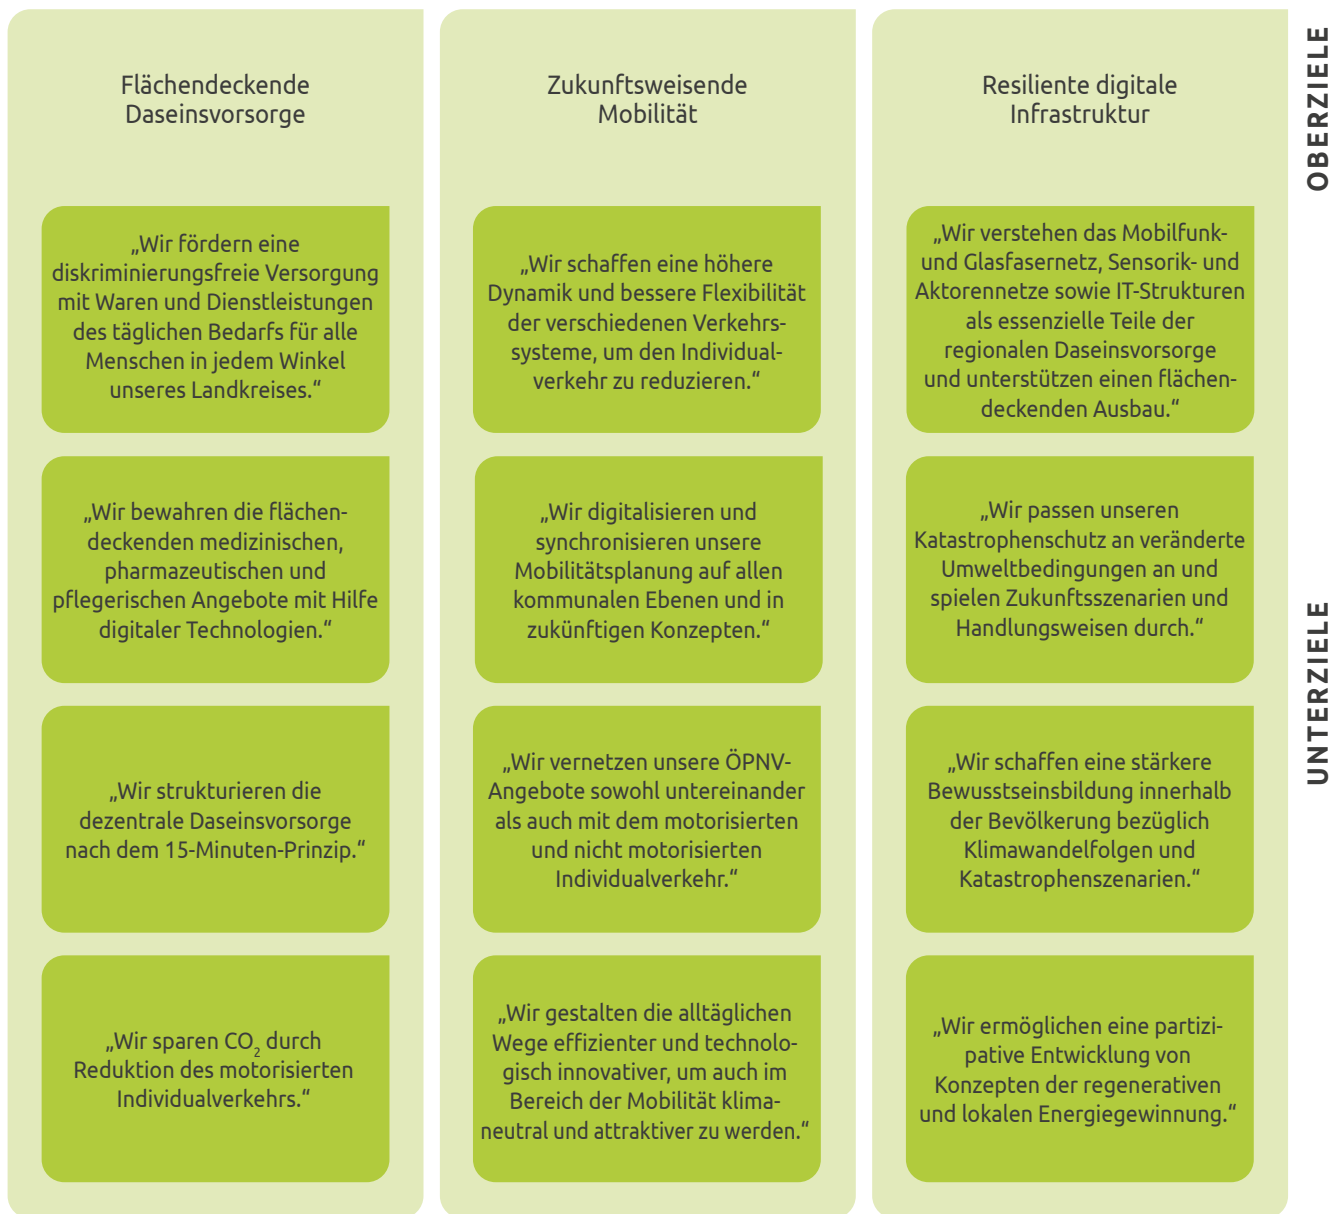 Flächendeckende
Daseinsvorsorge
„Wir fördern eine
diskriminierungsfreie Versorgung
mit Waren und Dienstleistungen
des täglichen Bedarfs für alle
Menschen in jedem Winkel
unseres Landkreises.“
„Wir bewahren die flächen-
deckenden medizinischen,
pharmazeutischen und
pflegerischen Angebote mit Hilfe
digitaler Technologien.“
„Wir strukturieren die
dezentrale Daseinsvorsorge
nach dem 15-Minuten-Prinzip.“
„Wir sparen CO₂ durch
Reduktion des motorisierten
Individualverkehrs.“
Zukunftsweisende
Mobilität
„Wir schaffen eine höhere
Dynamik und bessere Flexibilität
der verschiedenen Verkehrs-
systeme, um den Individual-
verkehr zu reduzieren.“
„Wir digitalisieren und
synchronisieren unsere
Mobilitätsplanung auf allen
kommunalen Ebenen und in
zukünftigen Konzepten.“
„Wir vernetzen unsere ÖPNV-
Angebote sowohl untereinander
als auch mit dem motorisierten
und nicht motorisierten
Individualverkehr.“
„Wir gestalten die alltäglichen
Wege effizienter und technolo-
gisch innovativer, um auch im
Bereich der Mobilität klima-
neutral und attraktiver zu werden.“
Resiliente digitale
Infrastruktur
„Wir verstehen das Mobilfunk-
und Glasfasernetz, Sensorik- und
Aktorennetze sowie IT-Strukturen
als essenzielle Teile der
regionalen Daseinsvorsorge
und unterstützen einen flächen-
deckenden Ausbau.“
„Wir passen unseren
Katastrophenschutz an veränderte
Umweltbedingungen an und
spielen Zukunftsszenarien und
Handlungsweisen durch.“
„Wir schaffen eine stärkere
Bewusstseinsbildung innerhalb
der Bevölkerung bezüglich
Klimawandelfolgen und
Katastrophenszenarien.“
„Wir ermöglichen eine partizi-
pative Entwicklung von
Konzepten der regenerativen
und lokalen Energiegewinnung.“
OBERZIELE
UNTERZIELE